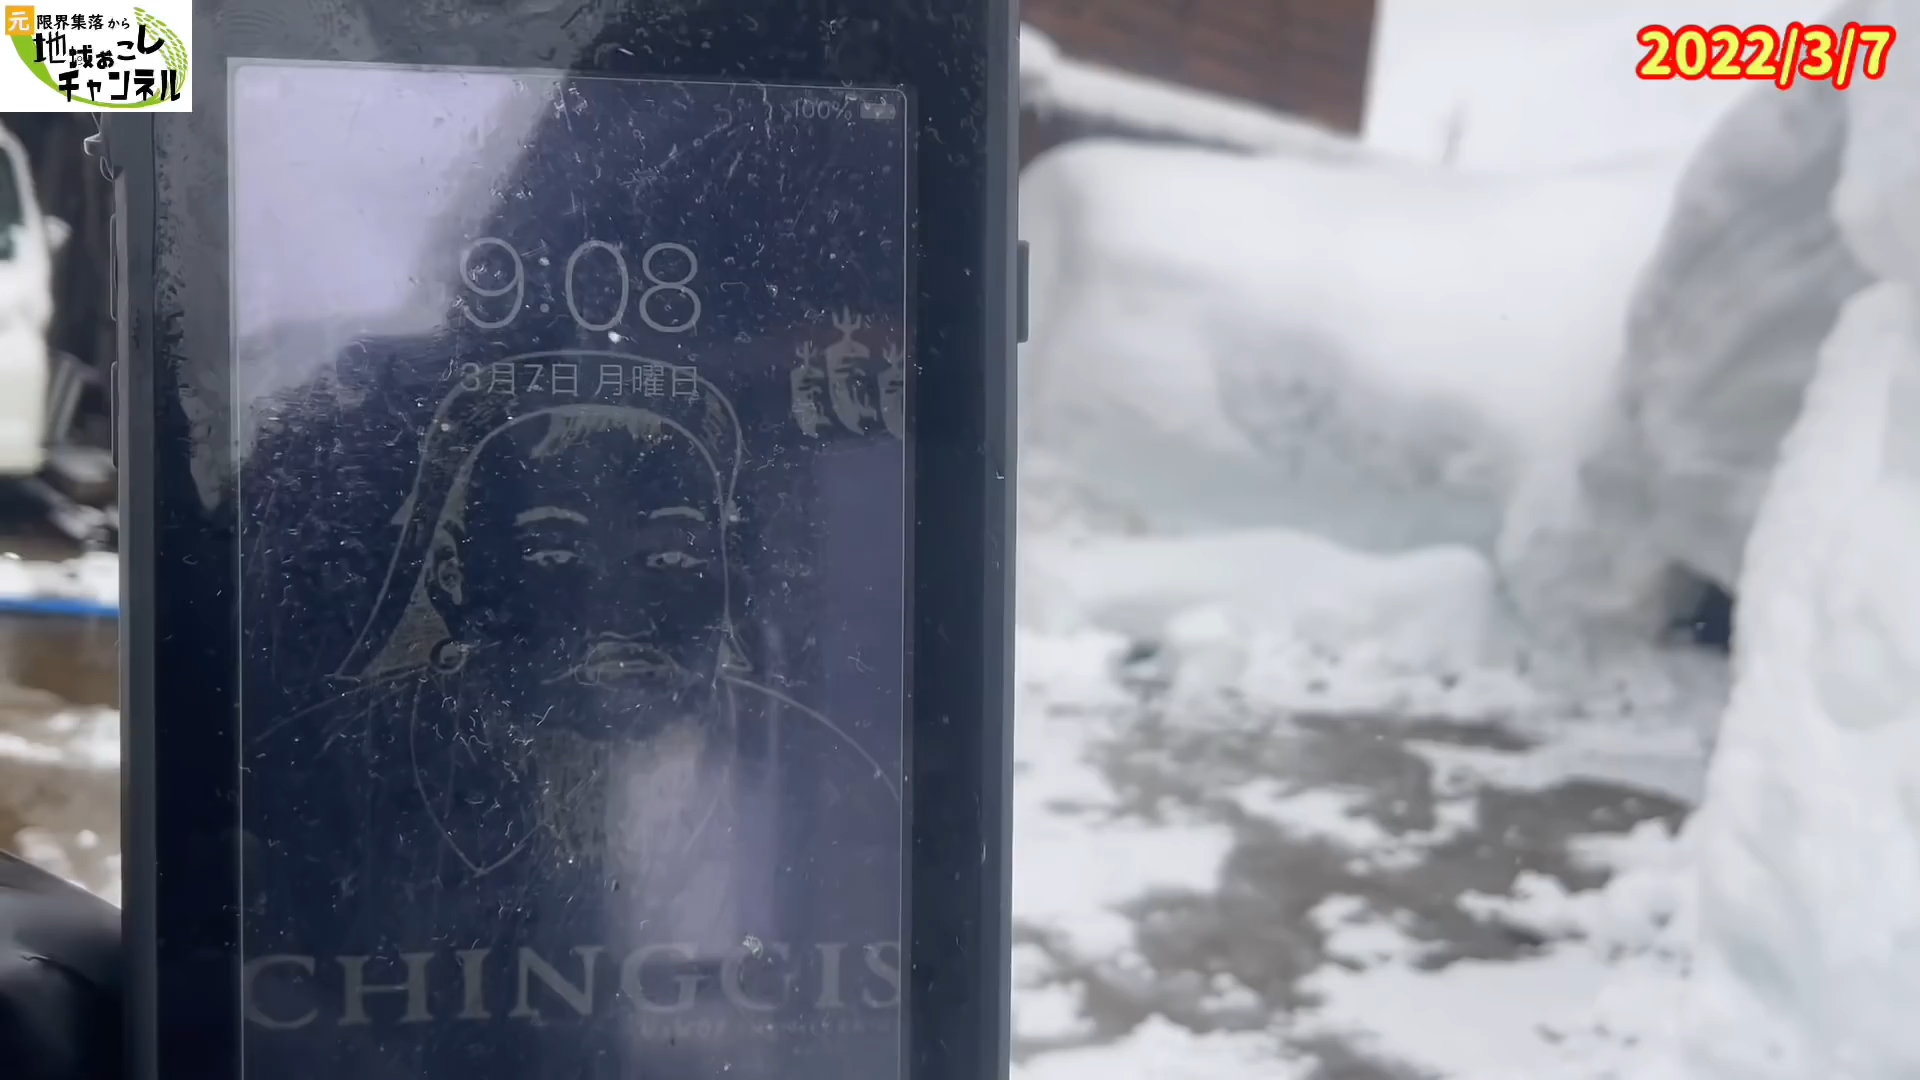 元 限界集落から
地域おこし
チャンネル
2022/3/7
100%
9:08
3月7日 月曜日
CHINGGIS